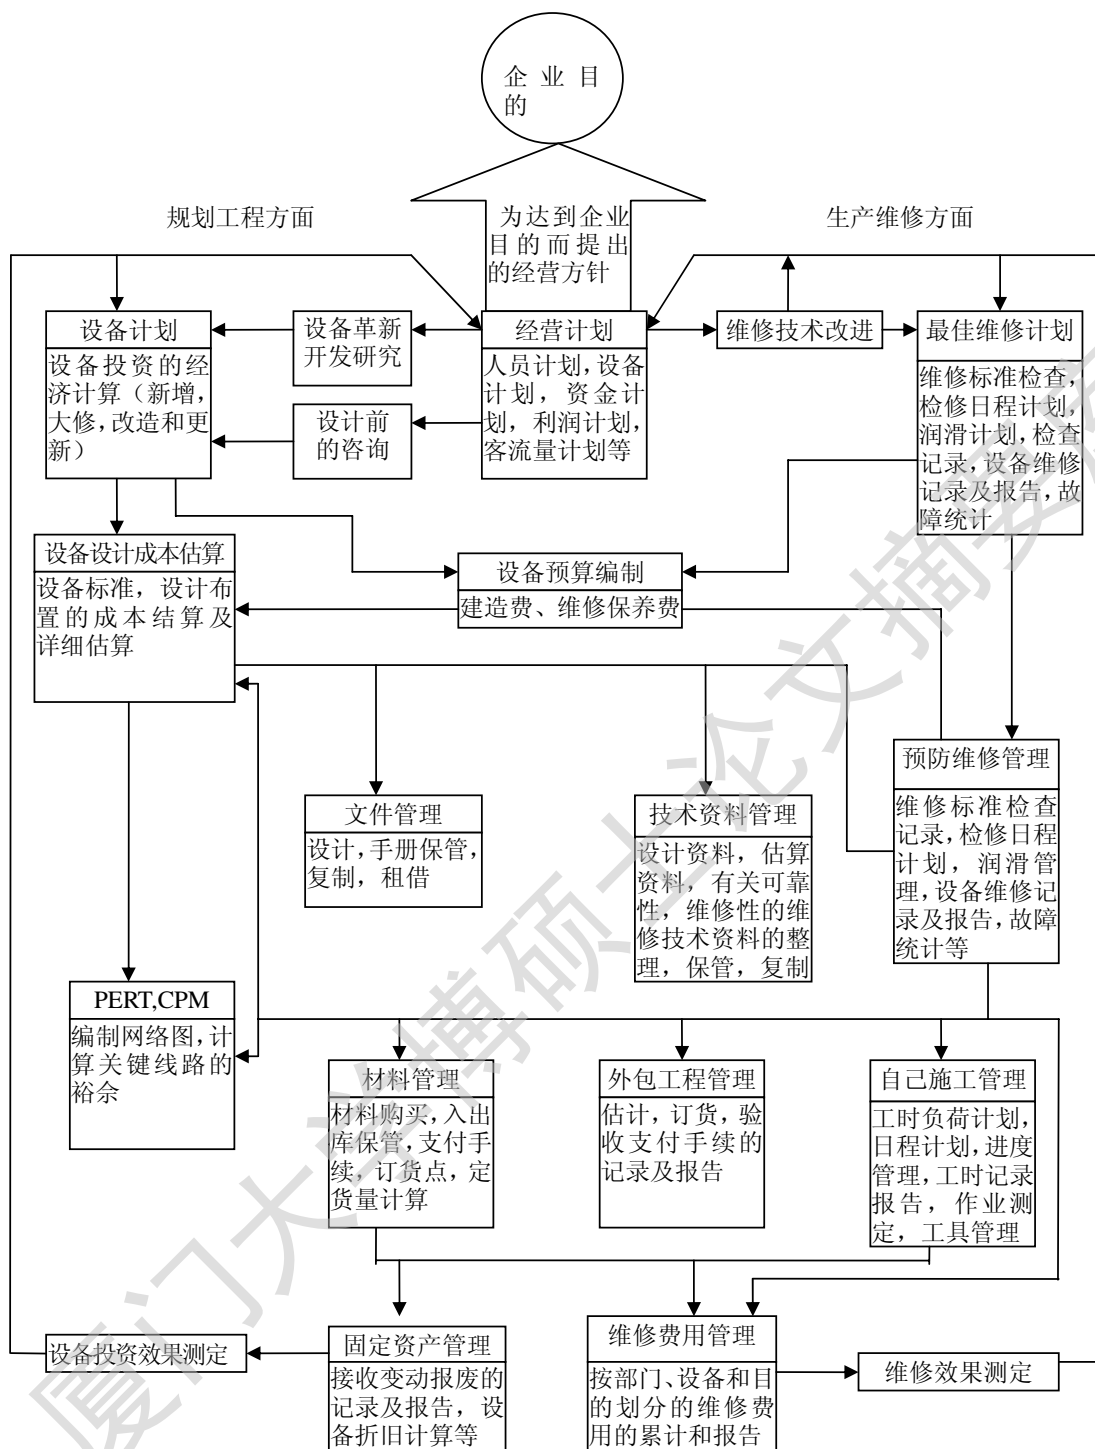 企业目
的
规划工程方面
为达到企业
目的而提出
的经营方针
生产维修方面
设备计划
设备投资的经
济计算（新增，
大修，改造和更
新）
设备革新
开发研究
设计前
的咨询
经营计划
人员计划，设备
计划，资金计
划，利润计划，
客流量计划等
维修技术改进
最佳维修计划
维修标准检查，
检修日程计划，
润滑计划，检查
记录，设备维修
记录及报告，故
障统计
设备设计成本估算
设备标准，设计布
置的成本结算及
详细估算
设备预算编制
建造费、维修保养费
预防维修管理
维修标准检查
记录，检修日程
计划，润滑管
理，设备维修记
录及报告，故障
统计等
文件管理
设计，手册保管，
复制，租借
技术资料管理
设计资料，估算
资料，有关可靠
性，维修性的维
修技术资料的整
理，保管，复制
PERT,CPM
编制网络图，计
算关键线路的
裕余
材料管理
材料购买，入出
库保管，支付手
续，订货点，定
货量计算
外包工程管理
估计，订货，验
收支付手续的
记录及报告
自己施工管理
工时负荷计划，
日程计划，进度
管理，工时记录
报告，作业测
定，工具管理
设备投资效果测定
固定资产管理
接收变动报废的
记录及报告，设
备折旧计算等
维修费用管理
按部门、设备和目
的划分的维修费
用的累计和报告
维修效果测定
厦门大学博硕士论文摘要库